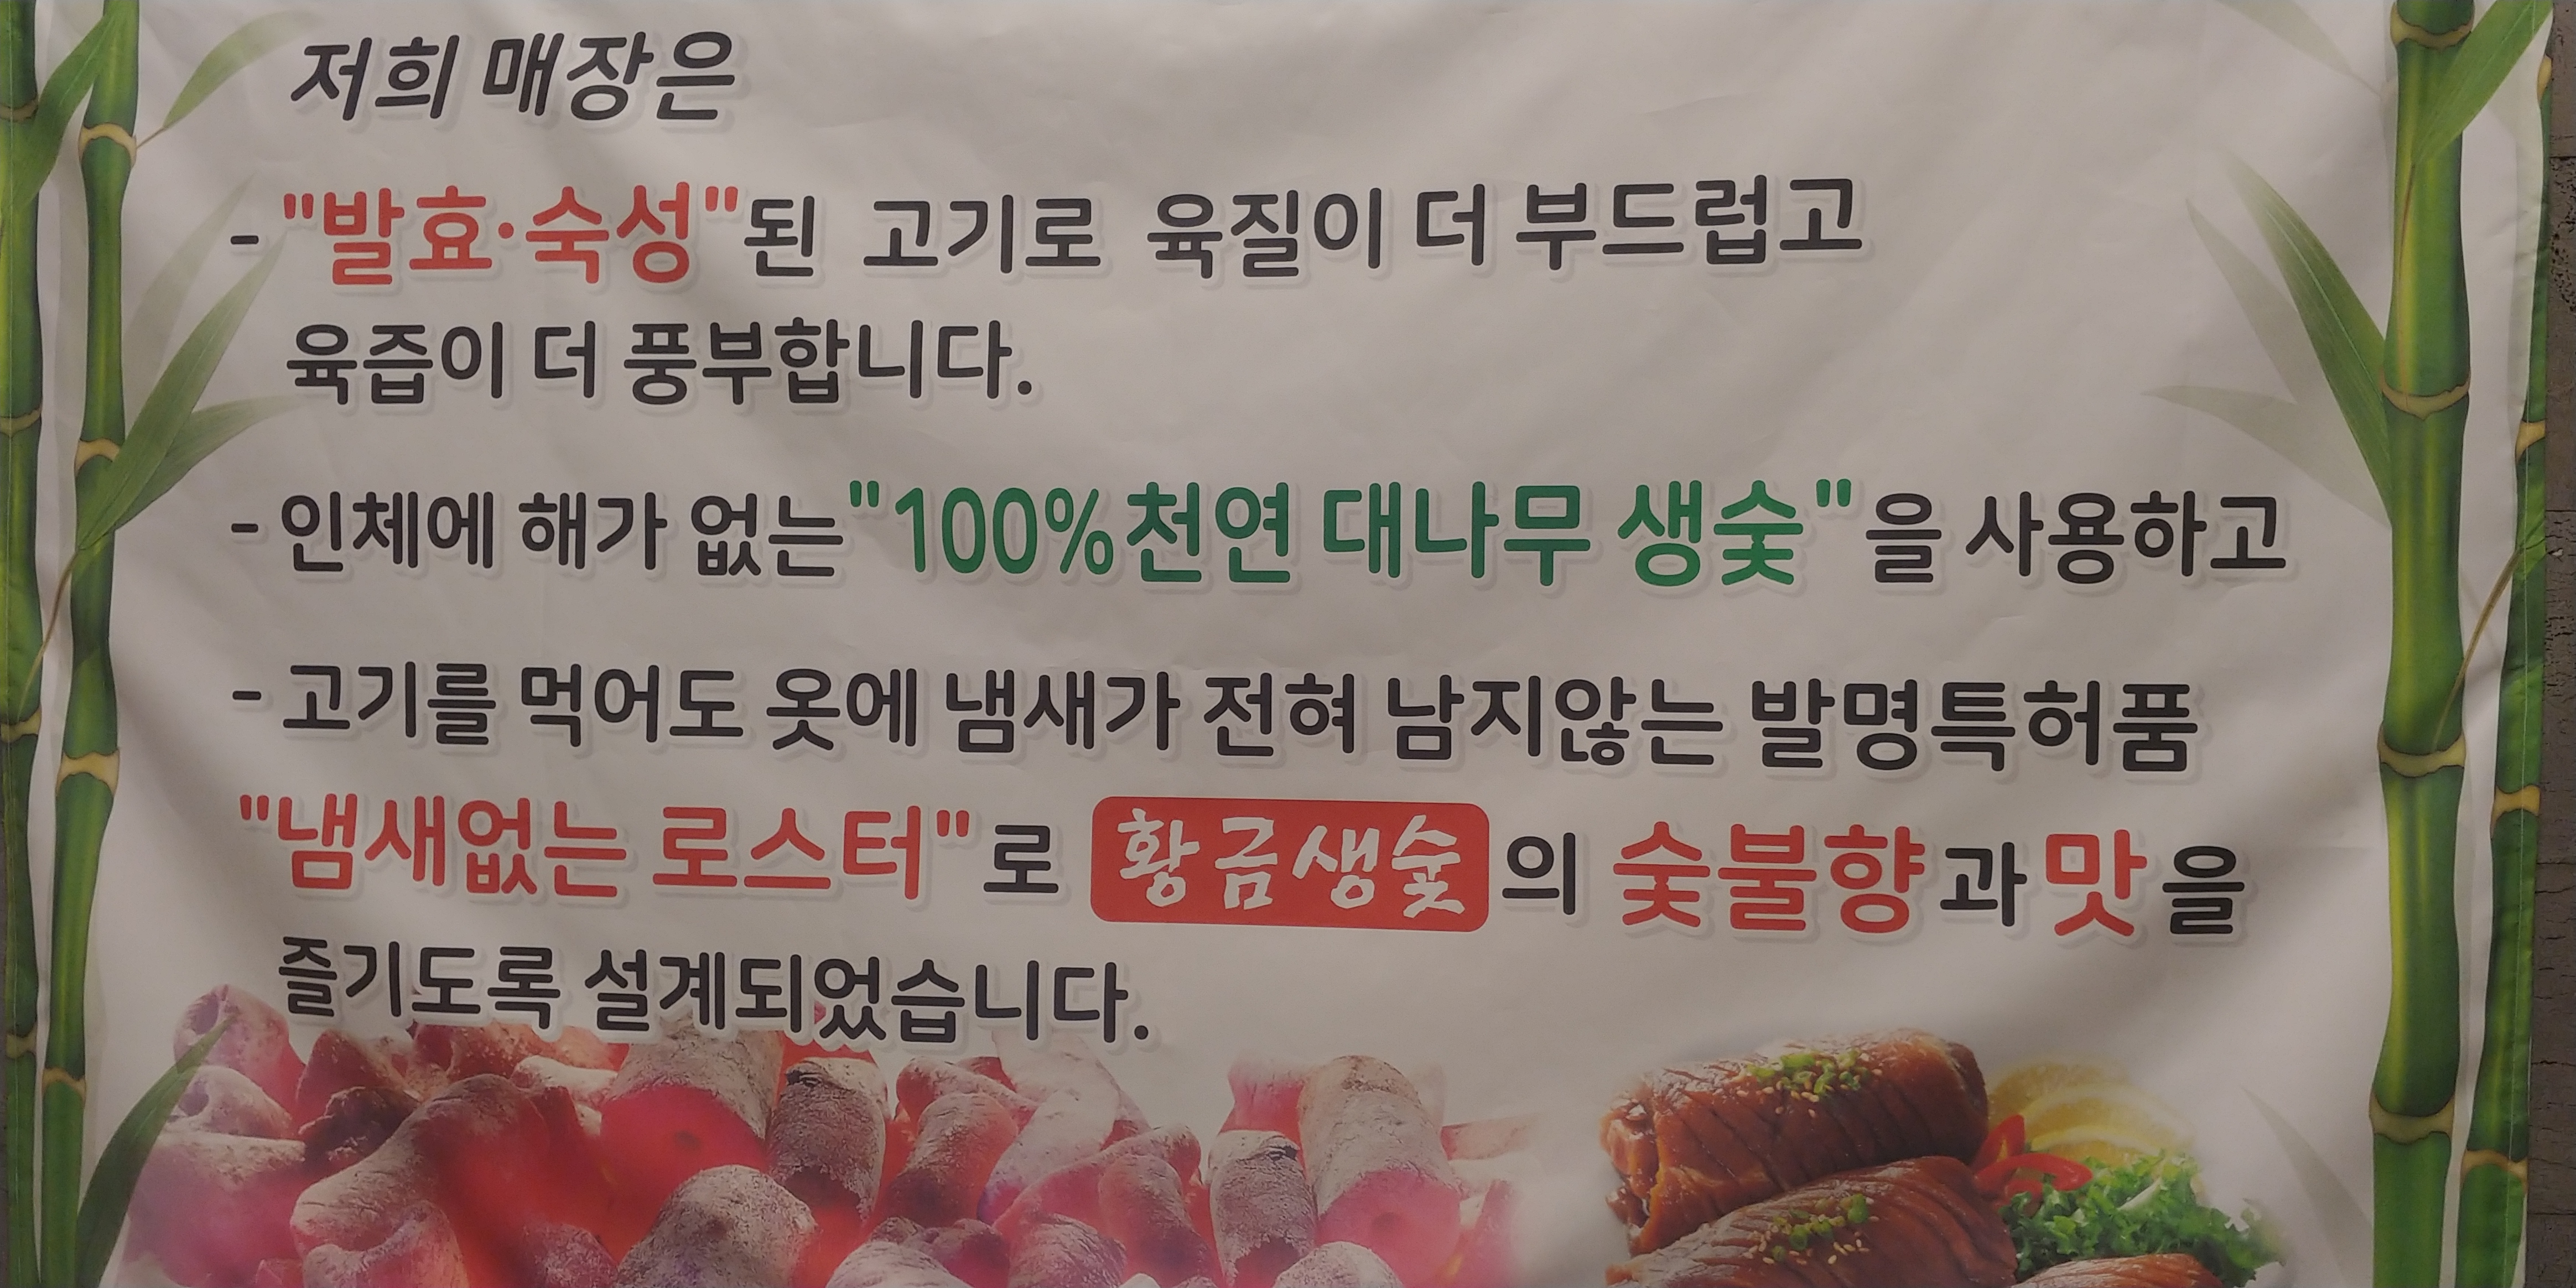 저희 매장은
- "발효·숙성"된 고기로 육질이 더 부드럽고
육즙이 더 풍부합니다.
- 인체에 해가 없는 "100%천연 대나무 생숯"을 사용하고
- 고기를 먹어도 옷에 냄새가 전혀 남지않는 발명특허품
"냄새없는 로스터"로 황금생숯의 숯불향과 맛을
즐기도록 설계되었습니다.